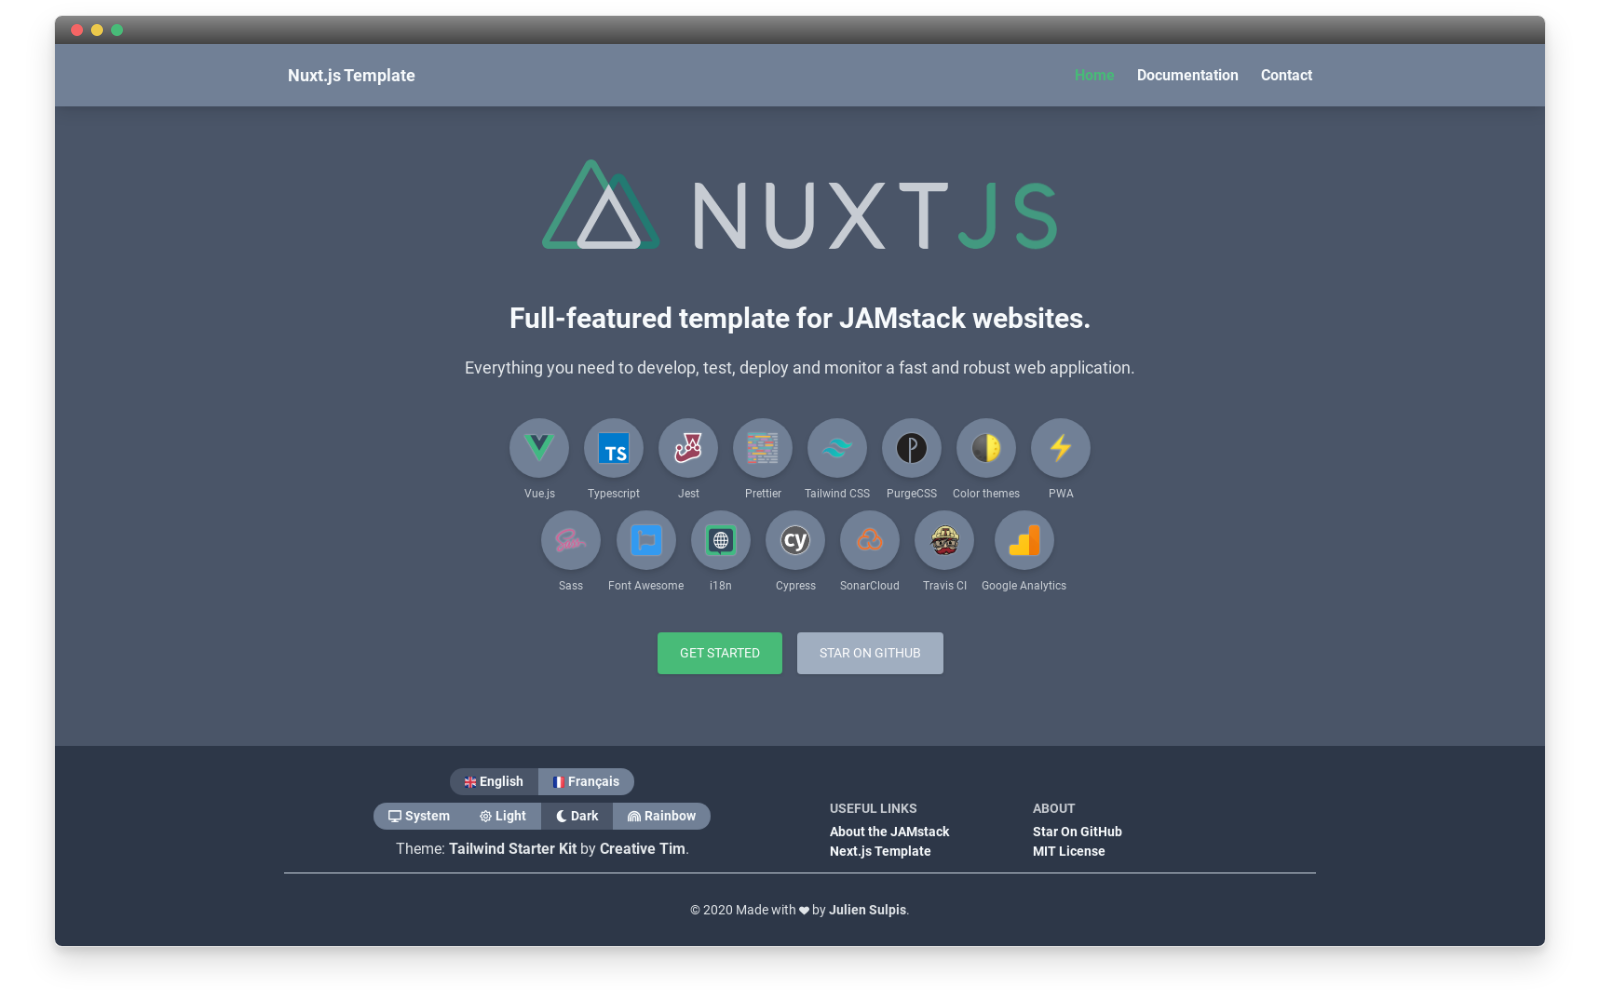 Nuxt.js Template
Home Documentation Contact
NUXTJS
Full-featured template for JAMstack websites.
Everything you need to develop, test, deploy and monitor a fast and robust web application.
TS
cy
Vue.js Typescript Jest Prettier Tailwind CSS PurgeCSS Color themes PWA
Sass
Sass Font Awesome i18n Cypress SonarCloud Travis CI Google Analytics
GET STARTED STAR ON GITHUB
English Français
System Light Dark Rainbow
Theme: Tailwind Starter Kit by Creative Tim.
USEFUL LINKS
About the JAMstack
Next.js Template
ABOUT
Star On GitHub
MIT License
© 2020 Made with ❤ by Julien Sulpis.